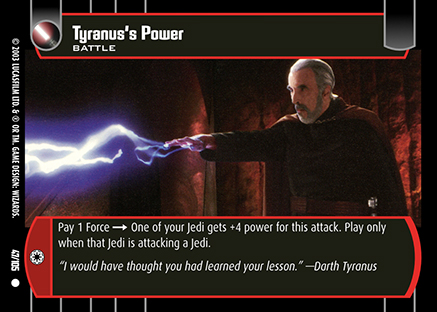 Tyranus's Power
BATTLE
Pay 1 Force → One of your Jedi gets +4 power for this attack. Play only
when that Jedi is attacking a Jedi.
“I would have thought you had learned your lesson.” —Darth Tyranus
© 2003 LUCASFILM LTD. & ® OR TM. GAME DESIGN: WIZARDS.
47/105